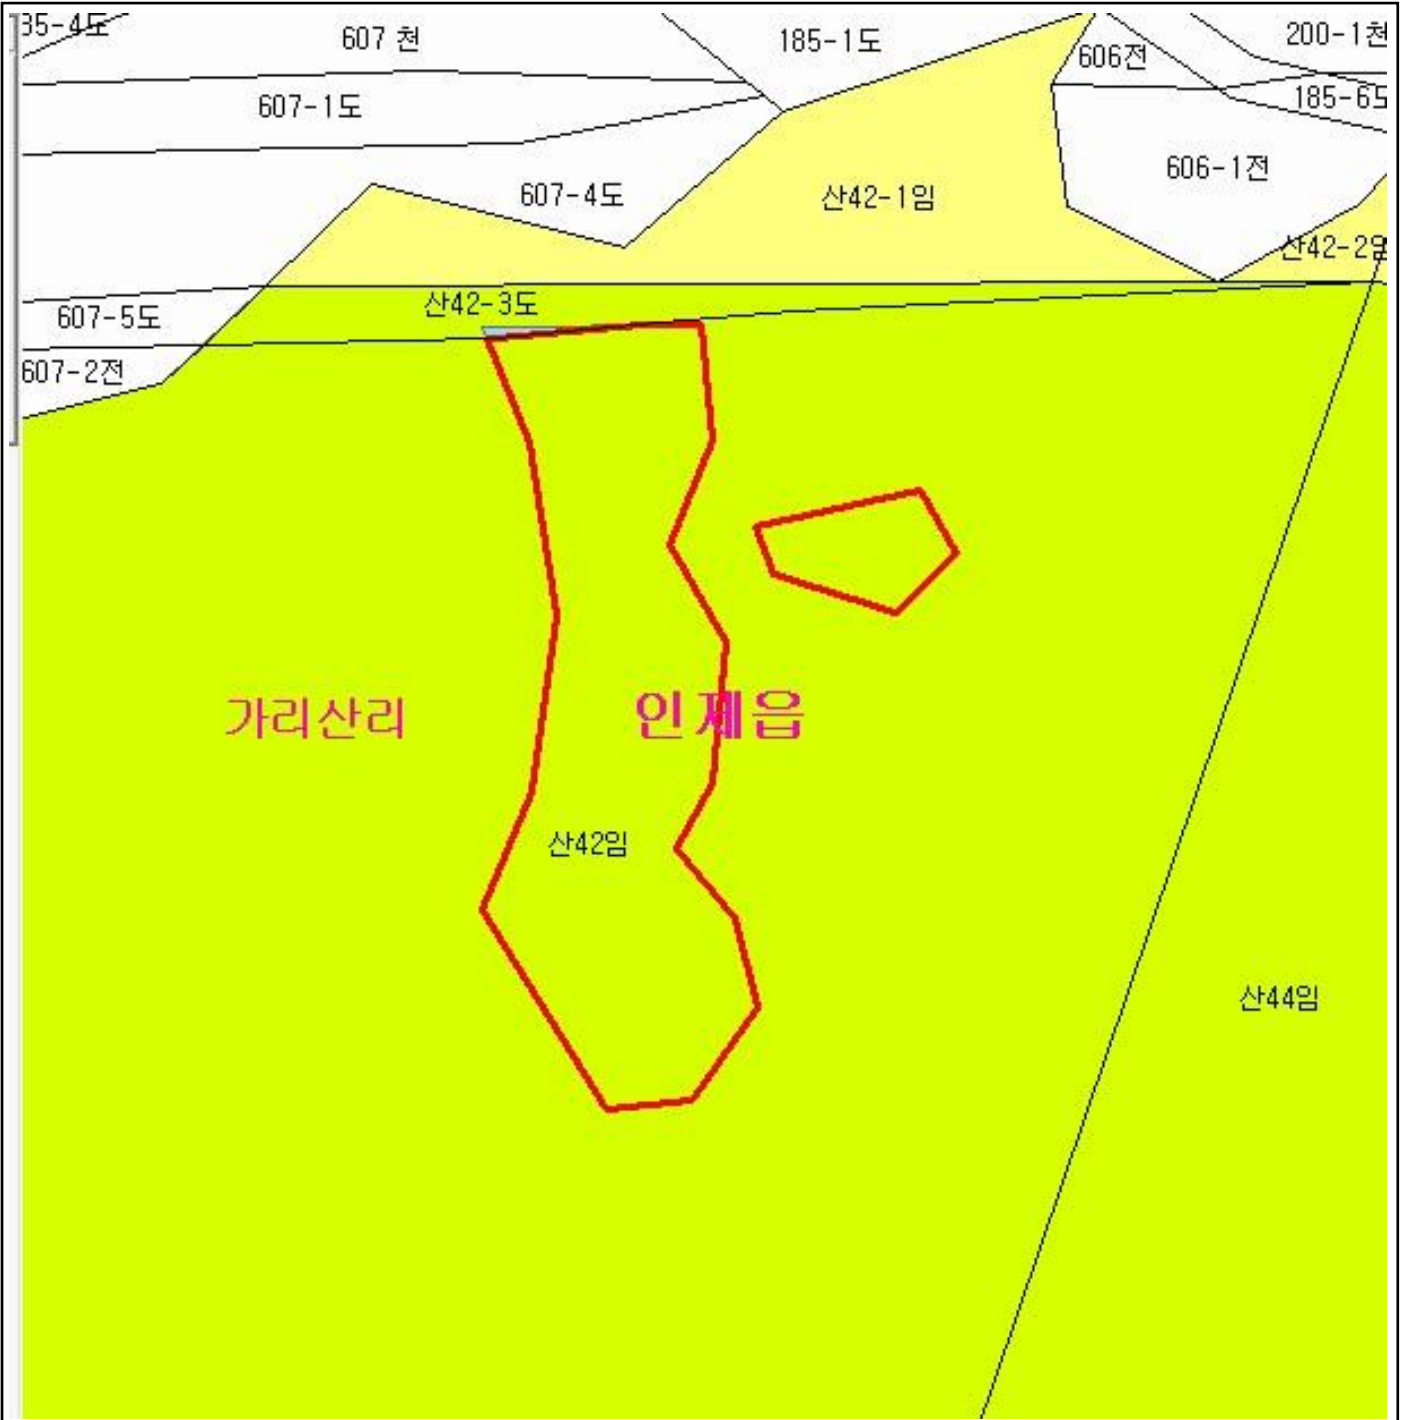 35-4도
607 천
185-1도
606전
200-1천
607-1도
185-6도
606-1전
607-4도
산42-1임
산42-2임
산42-3도
607-5도
607-2전
가리산리
인제읍
산42임
산44임